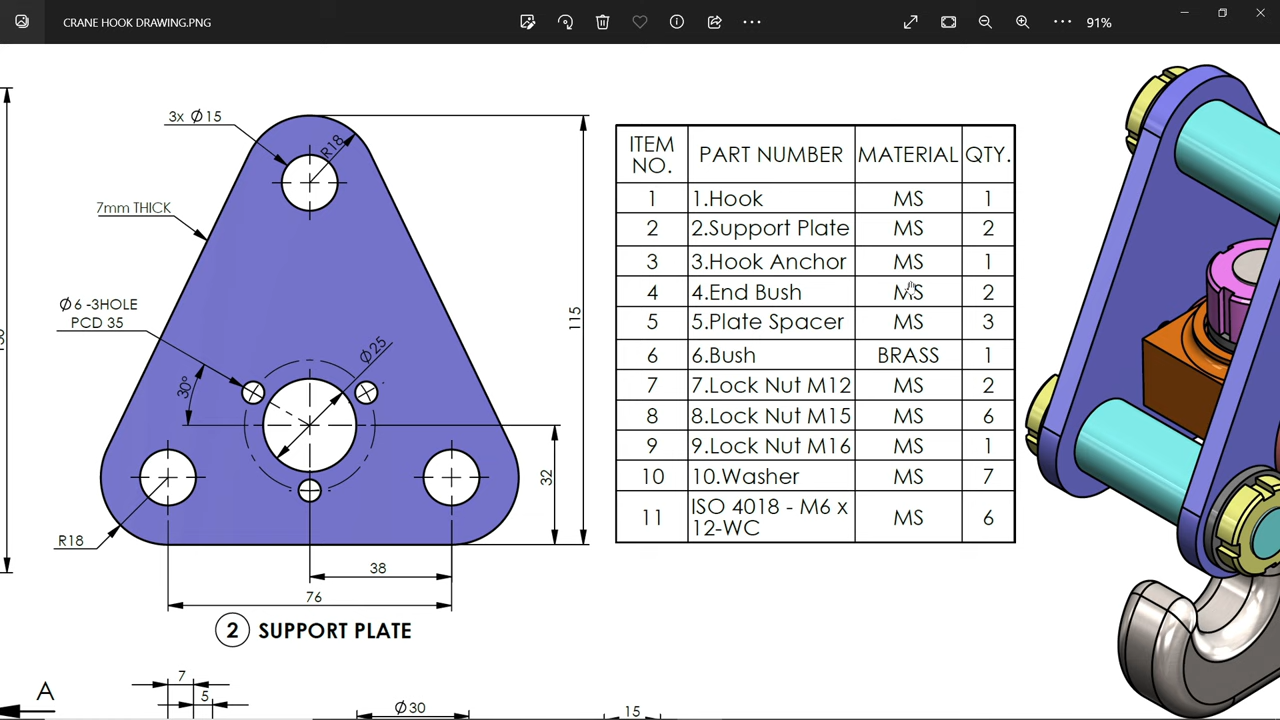 CRANE HOOK DRAWING.PNG
91%
3x Ø15
R18
7mm THICK
Ø6 -3HOLE
PCD 35
30°
Ø25
115
32
R18
38
76
2 SUPPORT PLATE
ITEM NO. PART NUMBER MATERIAL QTY.
1 1.Hook MS 1
2 2.Support Plate MS 2
3 3.Hook Anchor MS 1
4 4.End Bush MS 2
5 5.Plate Spacer MS 3
6 6.Bush BRASS 1
7 7.Lock Nut M12 MS 2
8 8.Lock Nut M15 MS 6
9 9.Lock Nut M16 MS 1
10 10.Washer MS 7
11 ISO 4018 - M6 x 12-WC MS 6
A
7
5
Ø30
15